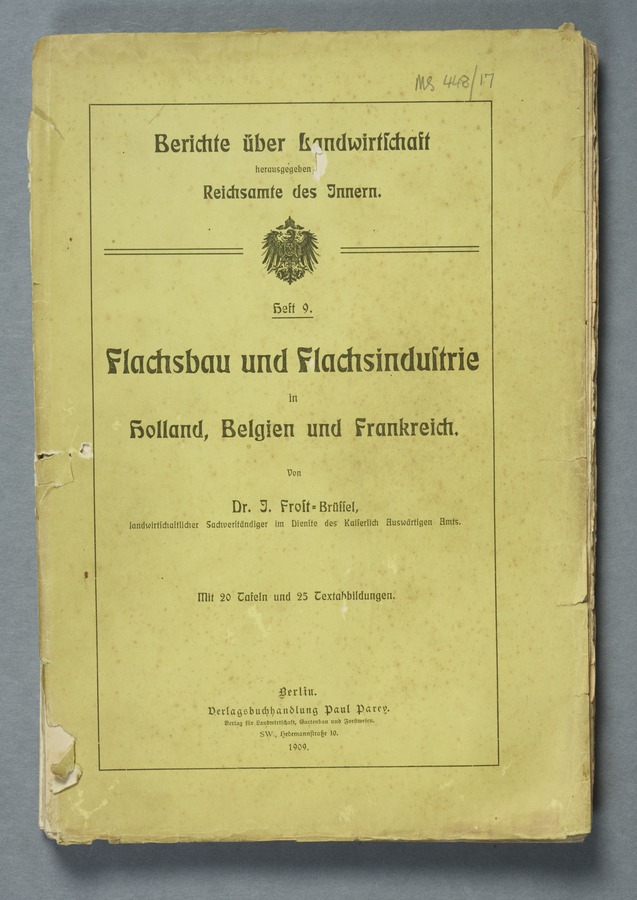 MS 448/17
Berichte über Landwirtschaft
herausgegeben
Reichsamte des Innern.
Heft 9.
Flachsbau und Flachsindustrie
in
Holland, Belgien und Frankreich.
Von
Dr. J. Frost=Brüssel,
landwirtschaftlicher Sachverständiger im Dienste des Kaiserlich Auswärtigen Amts.
Mit 20 Tafeln und 25 Textabbildungen.
Berlin.
Verlagsbuchhandlung Paul Parey.
Verlag für Landwirtschaft, Gartenbau und Forstwesen.
SW., Hedemannstraße 10.
1909.